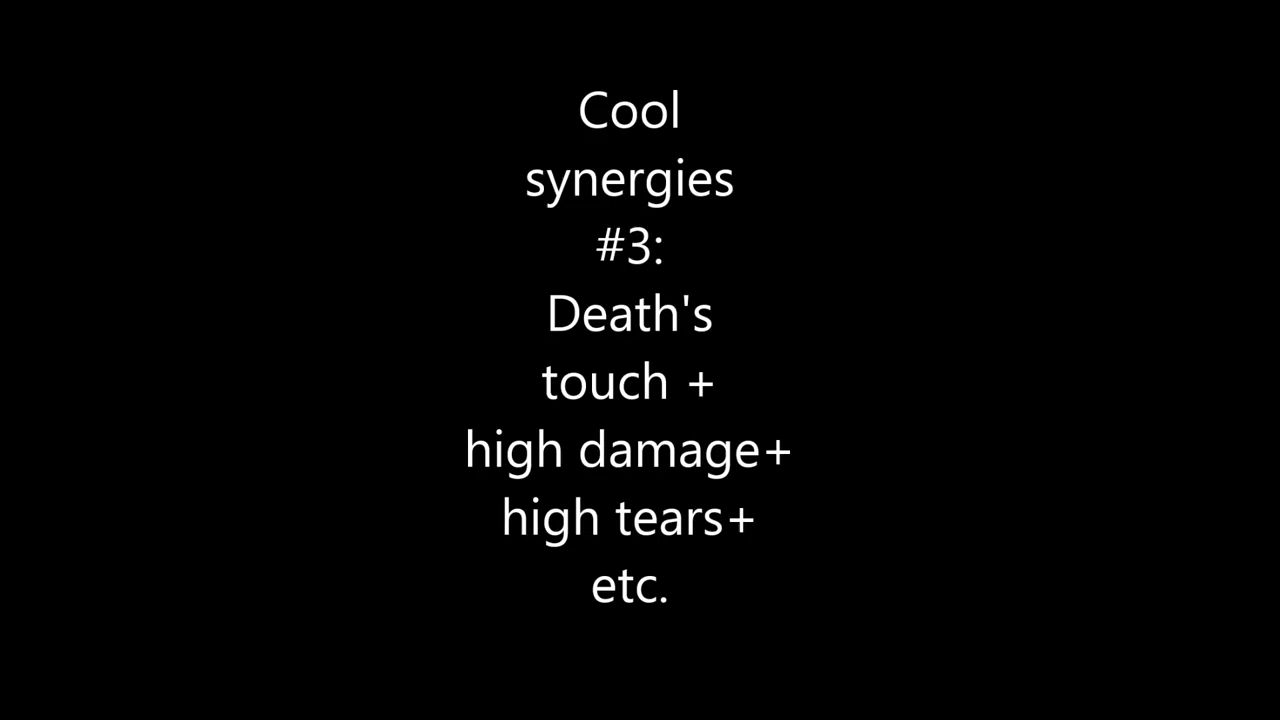 Cool
synergies
#3:
Death's
touch +
high damage+
high tears+
etc.